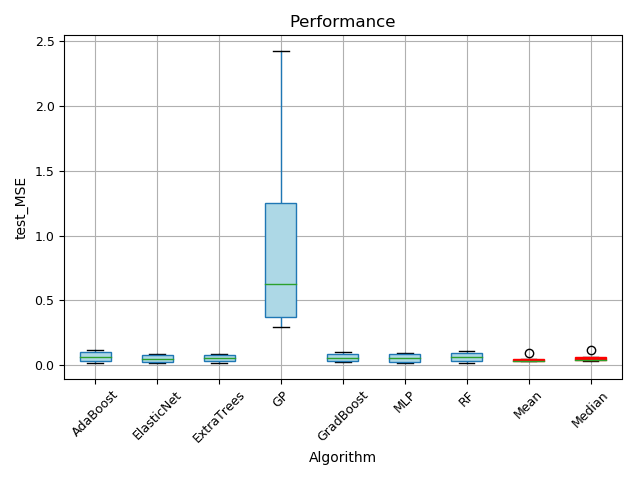 Performance
2.5
2.0
1.5
1.0
0.5
0.0
test_MSE
AdaBoost
ElasticNet
ExtraTrees
GP
GradBoost
MLP
RF
Mean
Median
Algorithm